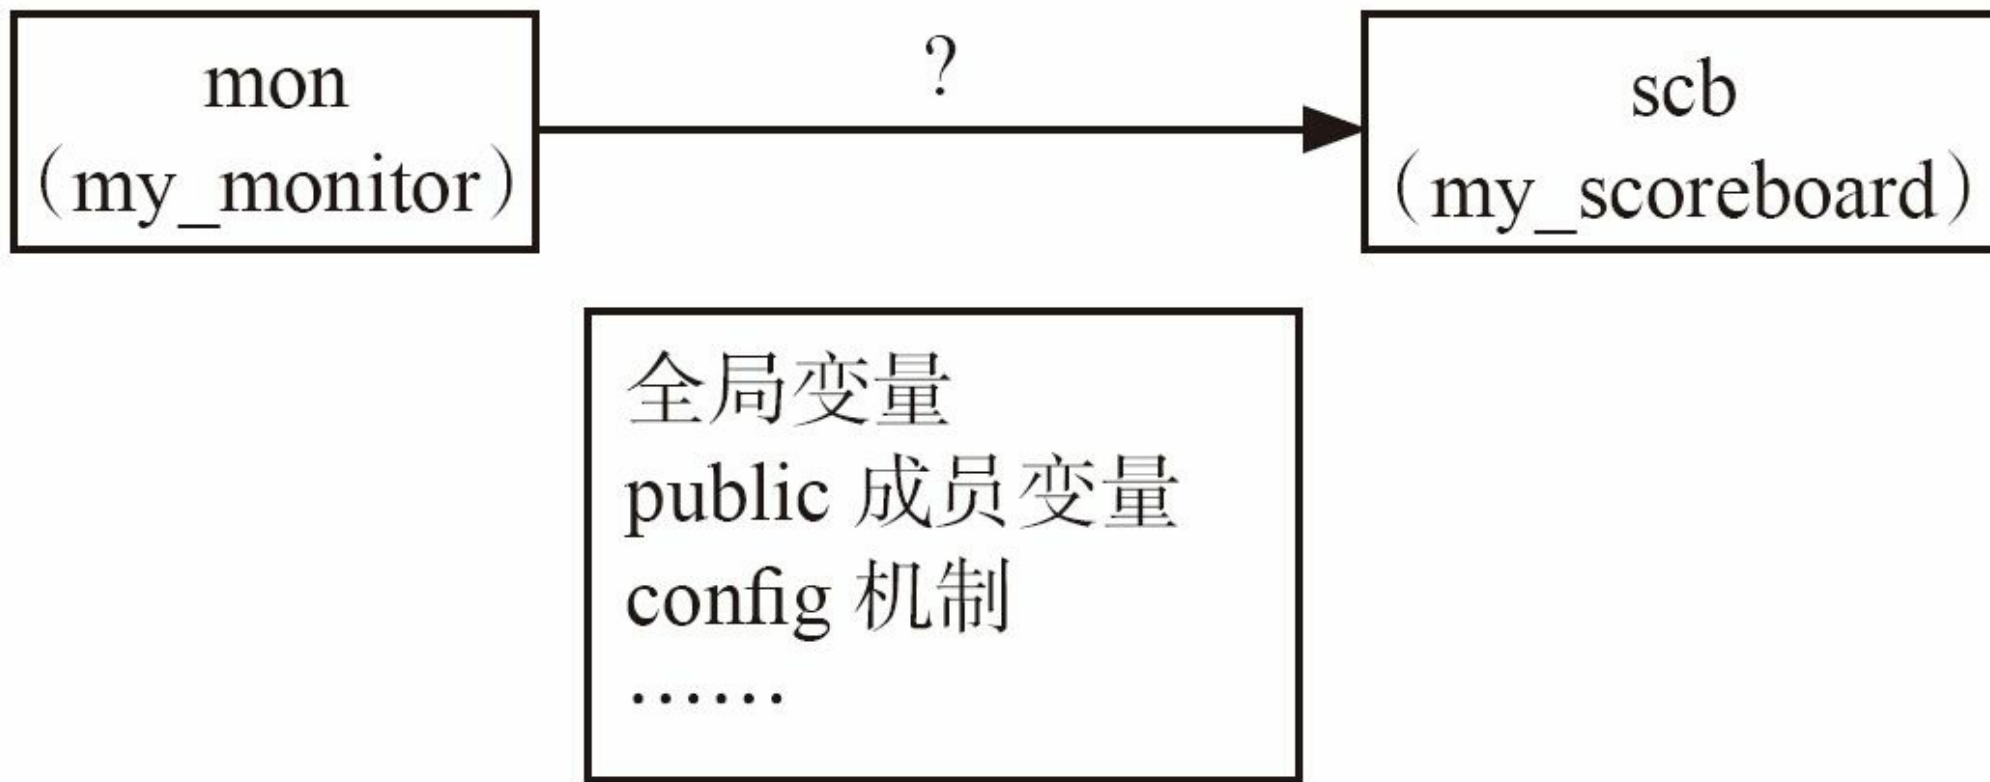 mon
（my_monitor）
?
scb
（my_scoreboard）
全局变量
public 成员变量
config 机制
……